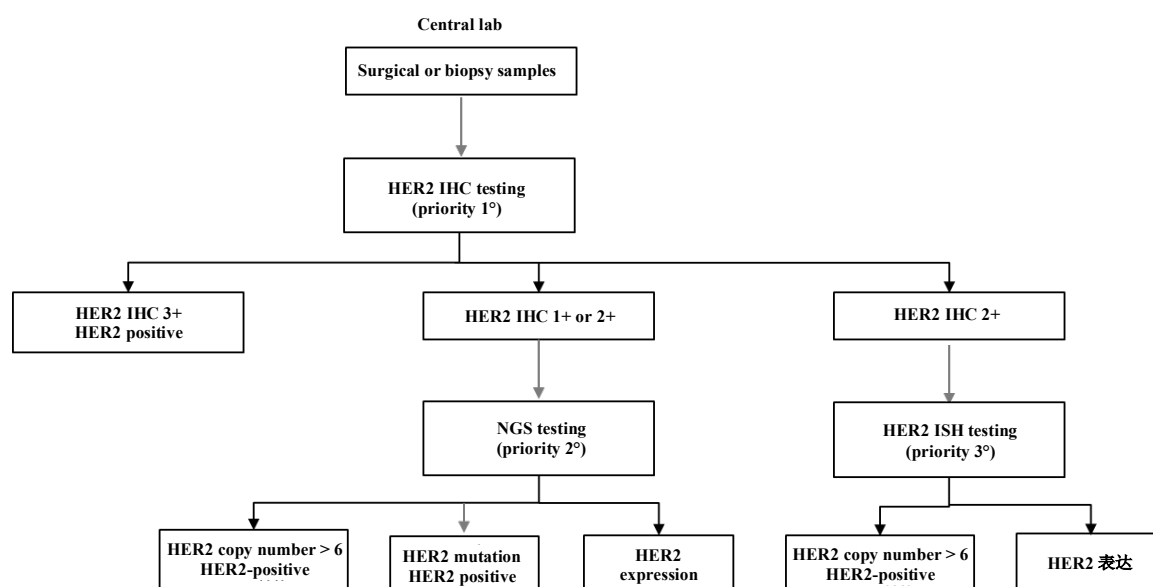 Central lab
Surgical or biopsy samples
HER2 IHC testing
(priority 1°)
HER2 IHC 3+
HER2 positive
HER2 IHC 1+ or 2+
HER2 IHC 2+
NGS testing
(priority 2°)
HER2 ISH testing
(priority 3°)
HER2 copy number > 6
HER2-positive
HER2 mutation
HER2 positive
HER2
expression
HER2 copy number > 6
HER2-positive
HER2 表达